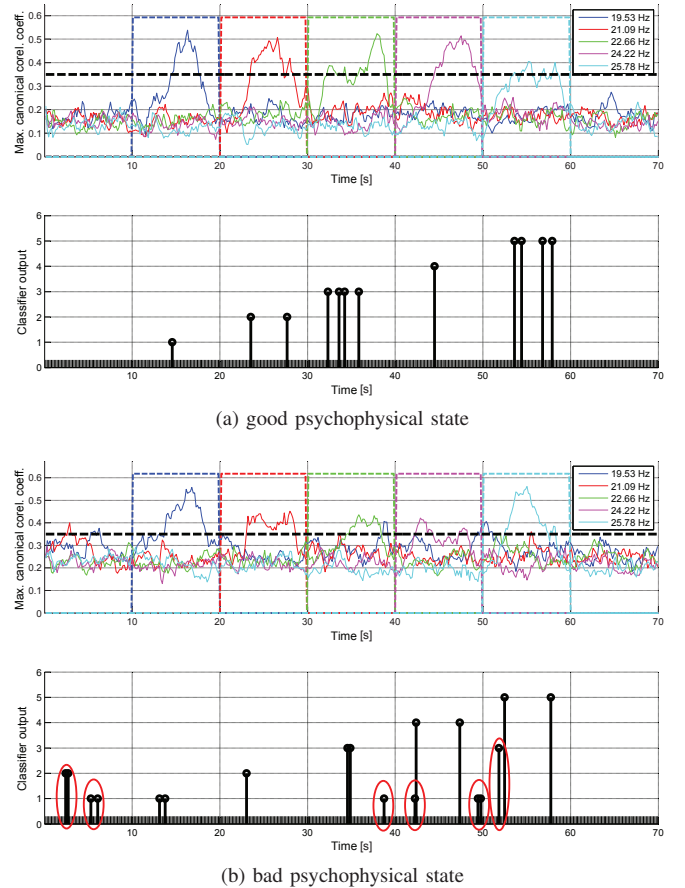 Max. canonical corel. coeff.
0.6
0.5
0.4
0.3
0.2
0.1
0
10 20 30 40 50 60 70
Time [s]
19.53 Hz
21.09 Hz
22.66 Hz
24.22 Hz
25.78 Hz
Classifier output
6
5
4
3
2
1
0
10 20 30 40 50 60 70
Time [s]
(a) good psychophysical state
Max. canonical corel. coeff.
0.6
0.5
0.4
0.3
0.2
0.1
0
10 20 30 40 50 60 70
Time [s]
19.53 Hz
21.09 Hz
22.66 Hz
24.22 Hz
25.78 Hz
Classifier output
6
5
4
3
2
1
0
10 20 30 40 50 60 70
Time [s]
(b) bad psychophysical state